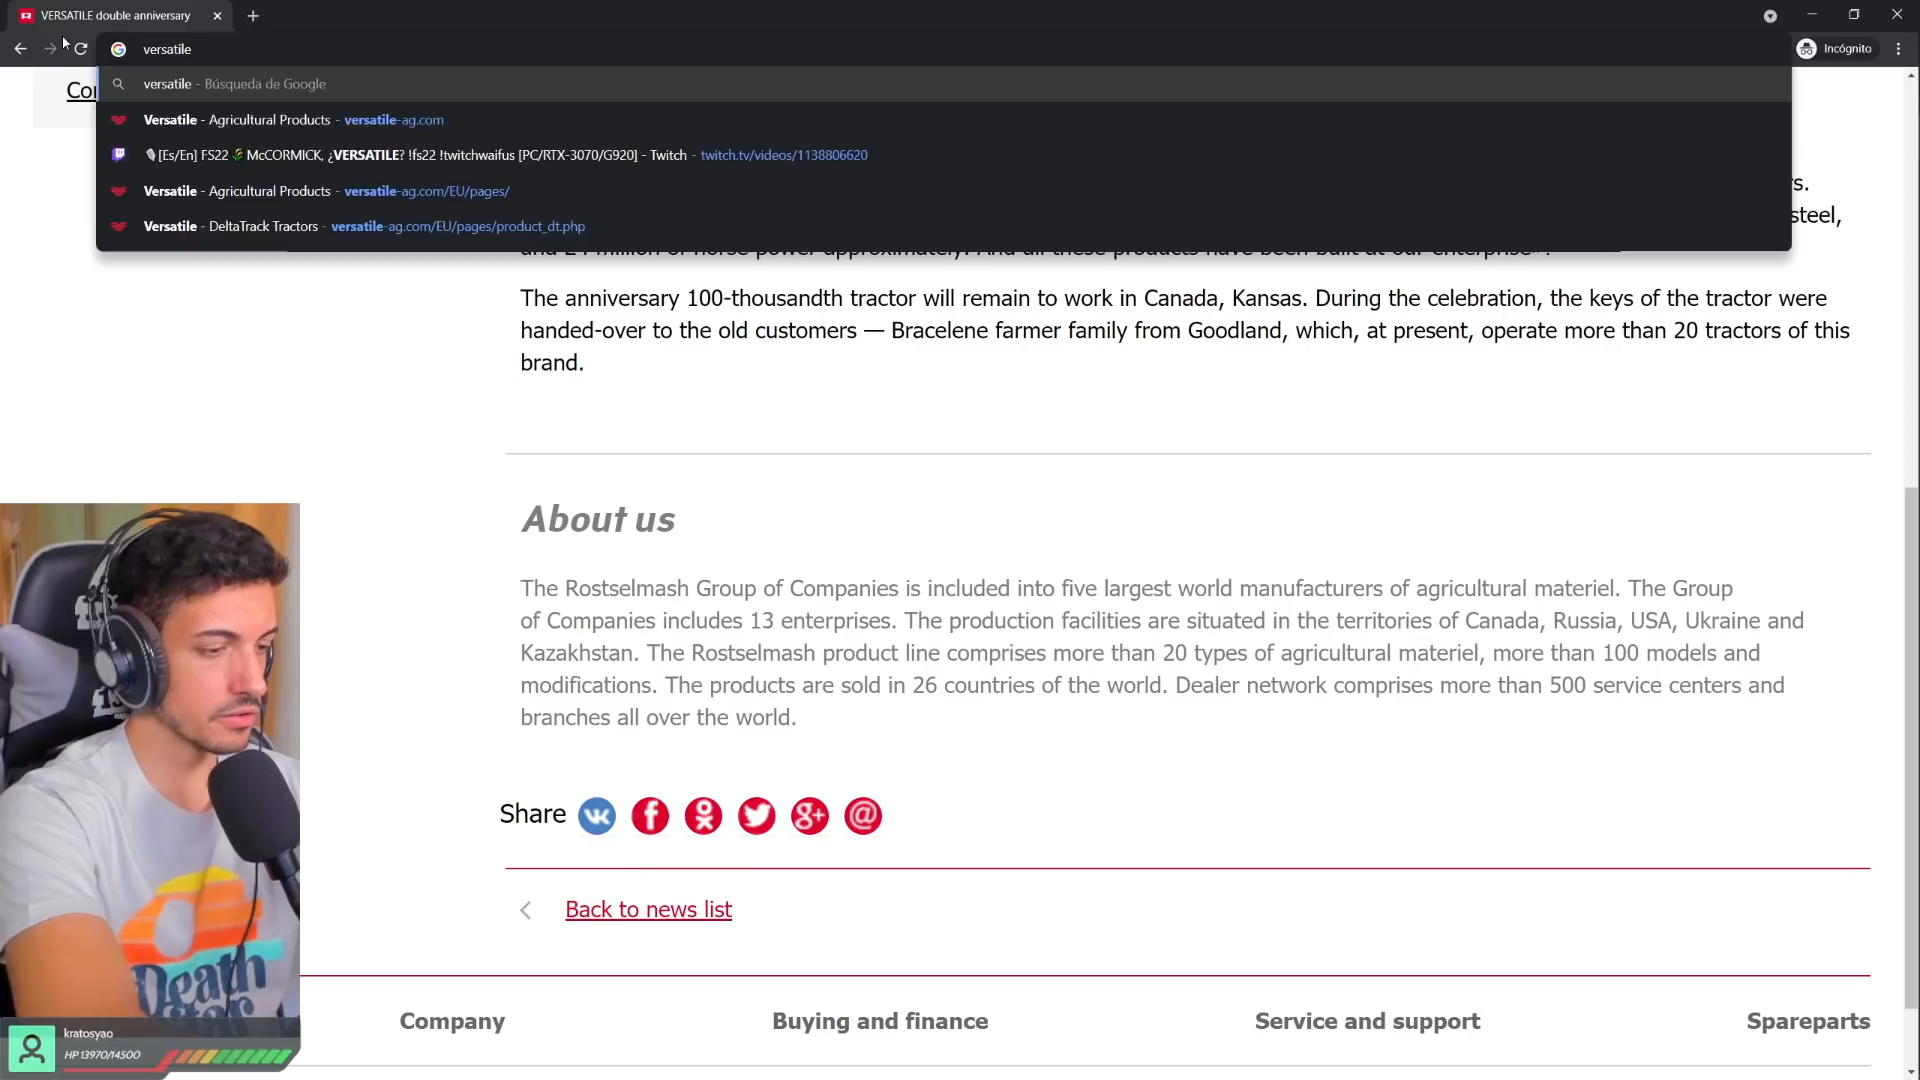 VERSATILE double anniversary
versatile
Incógnito
versatile - Búsqueda de Google
Versatile - Agricultural Products - versatile-ag.com
[Es/En] FS22 McCORMICK, ¿VERSATILE? !fs22 !twitchwaifus [PC/RTX-3070/G920] - Twitch - twitch.tv/videos/1138806620
Versatile - Agricultural Products - versatile-ag.com/EU/pages/
Versatile - DeltaTrack Tractors - versatile-ag.com/EU/pages/product_dt.php
steel,
The anniversary 100-thousandth tractor will remain to work in Canada, Kansas. During the celebration, the keys of the tractor were
handed-over to the old customers — Bracelene farmer family from Goodland, which, at present, operate more than 20 tractors of this
brand.
About us
The Rostselmash Group of Companies is included into five largest world manufacturers of agricultural materiel. The Group
of Companies includes 13 enterprises. The production facilities are situated in the territories of Canada, Russia, USA, Ukraine and
Kazakhstan. The Rostselmash product line comprises more than 20 types of agricultural materiel, more than 100 models and
modifications. The products are sold in 26 countries of the world. Dealer network comprises more than 500 service centers and
branches all over the world.
Share
Back to news list
Company Buying and finance Service and support Spareparts
Death
kratosyao
HP 13970/14500